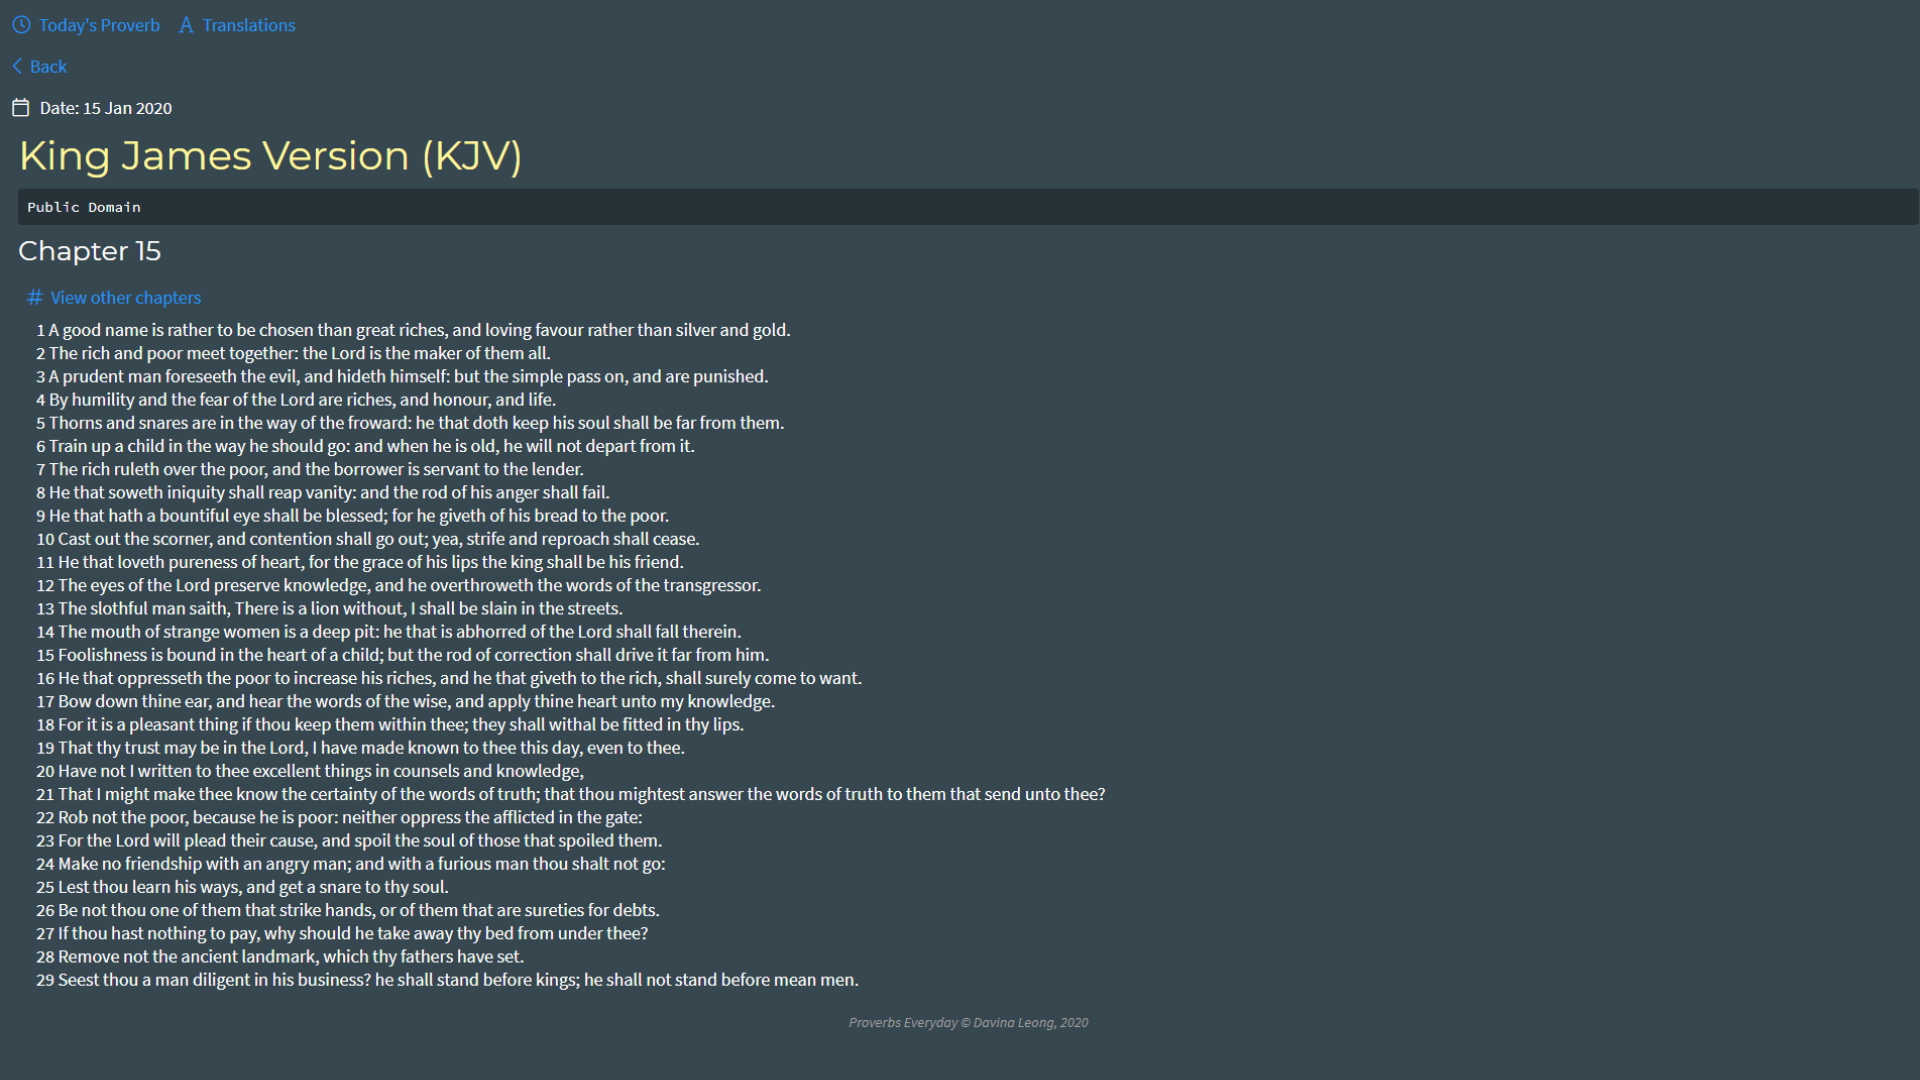 Today's Proverb Translations
Back
Date: 15 Jan 2020
King James Version (KJV)
Public Domain
Chapter 15
# View other chapters
1 A good name is rather to be chosen than great riches, and loving favour rather than silver and gold.
2 The rich and poor meet together: the Lord is the maker of them all.
3 A prudent man foreseeth the evil, and hideth himself: but the simple pass on, and are punished.
4 By humility and the fear of the Lord are riches, and honour, and life.
5 Thorns and snares are in the way of the froward: he that doth keep his soul shall be far from them.
6 Train up a child in the way he should go: and when he is old, he will not depart from it.
7 The rich ruleth over the poor, and the borrower is servant to the lender.
8 He that soweth iniquity shall reap vanity: and the rod of his anger shall fail.
9 He that hath a bountiful eye shall be blessed; for he giveth of his bread to the poor.
10 Cast out the scorner, and contention shall go out; yea, strife and reproach shall cease.
11 He that loveth pureness of heart, for the grace of his lips the king shall be his friend.
12 The eyes of the Lord preserve knowledge, and he overthroweth the words of the transgressor.
13 The slothful man saith, There is a lion without, I shall be slain in the streets.
14 The mouth of strange women is a deep pit: he that is abhorred of the Lord shall fall therein.
15 Foolishness is bound in the heart of a child; but the rod of correction shall drive it far from him.
16 He that oppresseth the poor to increase his riches, and he that giveth to the rich, shall surely come to want.
17 Bow down thine ear, and hear the words of the wise, and apply thine heart unto my knowledge.
18 For it is a pleasant thing if thou keep them within thee; they shall withal be fitted in thy lips.
19 That thy trust may be in the Lord, I have made known to thee this day, even to thee.
20 Have not I written to thee excellent things in counsels and knowledge,
21 That I might make thee know the certainty of the words of truth; that thou mightest answer the words of truth to them that send unto thee?
22 Rob not the poor, because he is poor: neither oppress the afflicted in the gate:
23 For the Lord will plead their cause, and spoil the soul of those that spoiled them.
24 Make no friendship with an angry man; and with a furious man thou shalt not go:
25 Lest thou learn his ways, and get a snare to thy soul.
26 Be not thou one of them that strike hands, or of them that are sureties for debts.
27 If thou hast nothing to pay, why should he take away thy bed from under thee?
28 Remove not the ancient landmark, which thy fathers have set.
29 Seest thou a man diligent in his business? he shall stand before kings; he shall not stand before mean men.
Proverbs Everyday © Davina Leong, 2020